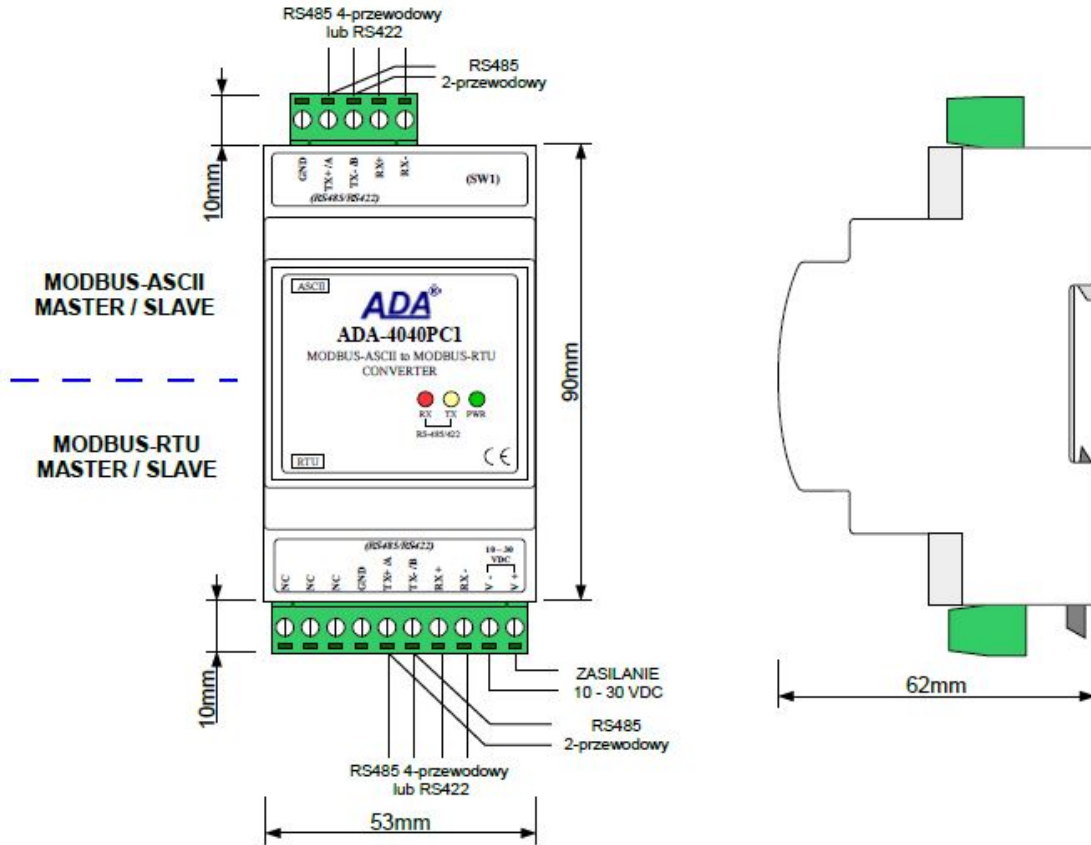 RS485 4-przewodowy
lub RS422
RS485
2-przewodowy
10mm
GND
TX+/A
TX-/B
RX+
RX-
(SW1)
(RS485/RS422)
MODBUS-ASCII
MASTER / SLAVE
ASCII
ADA®
ADA-4040PC1
MODBUS-ASCII to MODBUS-RTU
CONVERTER
RX TX PWR
RS-485/422
RTU
CE
90mm
MODBUS-RTU
MASTER / SLAVE
(RS485/RS422)
10 – 30
VDC
NC
NC
NC
GND
TX+/A
TX-/B
RX+
RX-
V -
V +
10mm
ZASILANIE
10 - 30 VDC
RS485
2-przewodowy
RS485 4-przewodowy
lub RS422
53mm
62mm